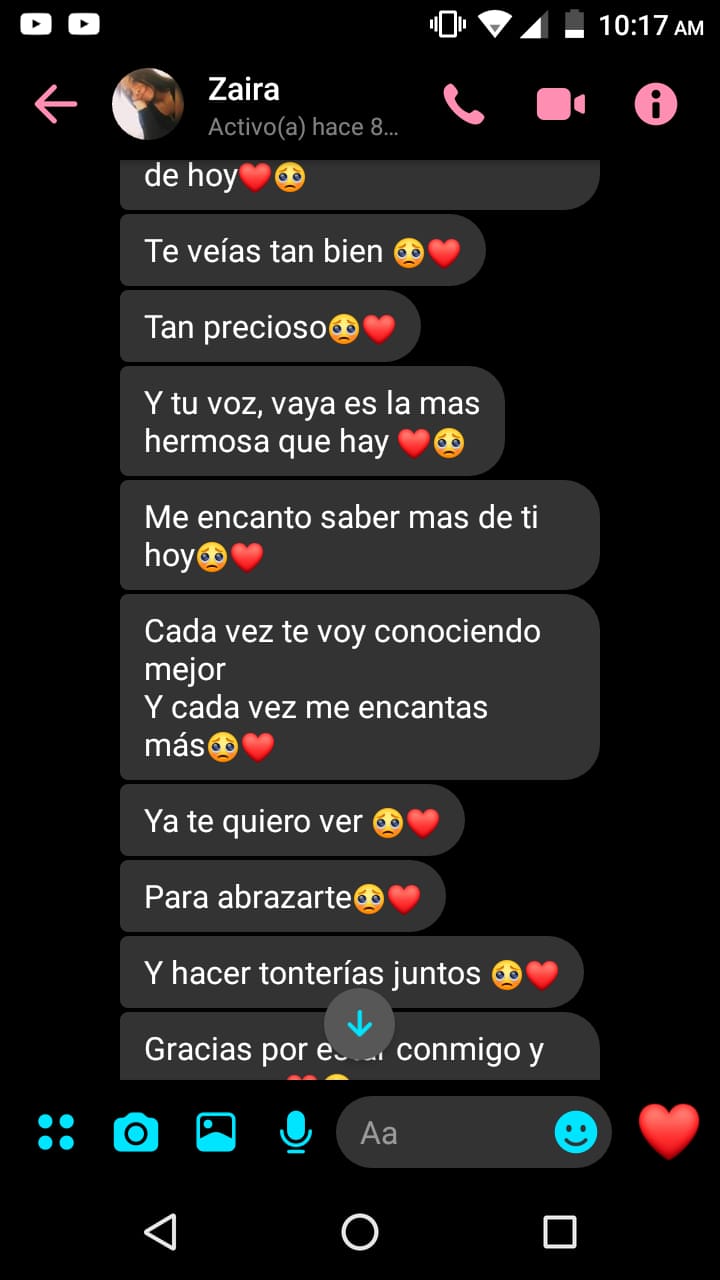 10:17 AM
Zaira
Activo(a) hace 8...
de hoy❤️🥺
Te veías tan bien 🥺❤️
Tan precioso🥺❤️
Y tu voz, vaya es la mas
hermosa que hay ❤️🥺
Me encanto saber mas de ti
hoy🥺❤️
Cada vez te voy conociendo
mejor
Y cada vez me encantas
más🥺❤️
Ya te quiero ver 🥺❤️
Para abrazarte🥺❤️
Y hacer tonterías juntos 🥺❤️
Gracias por estar conmigo y
Aa